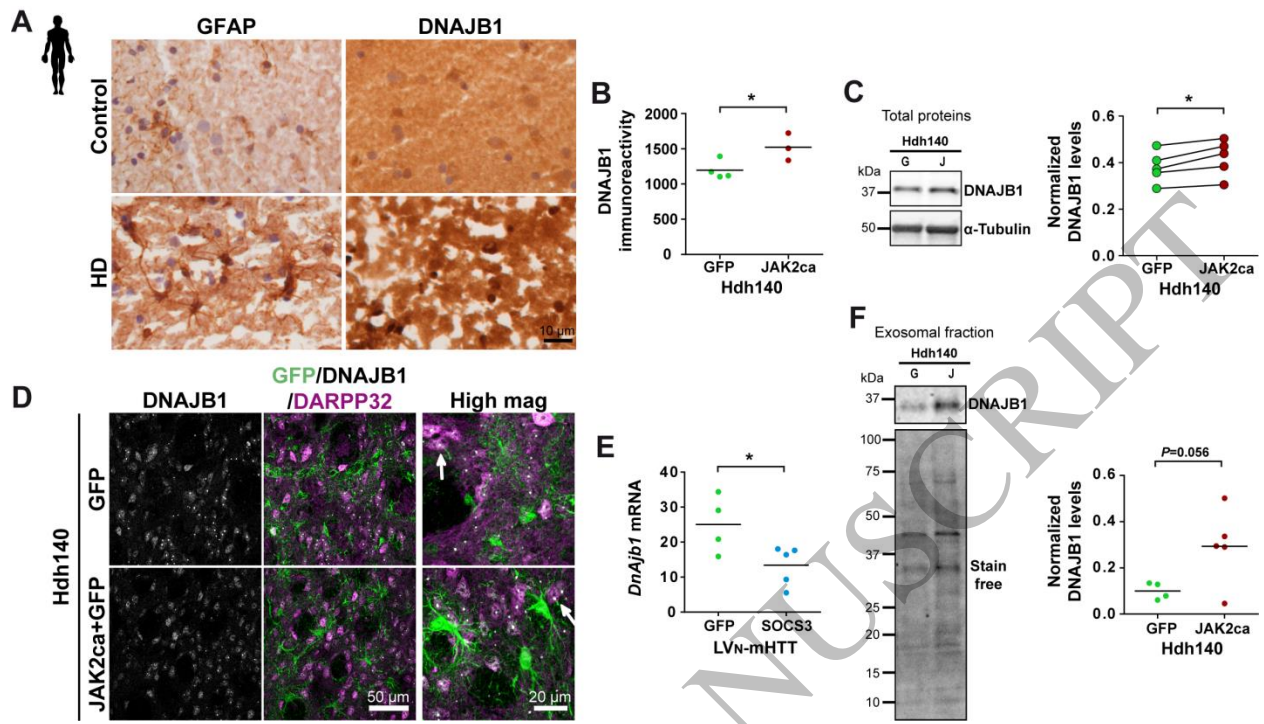 A
GFAP
DNAJB1
Control
HD
10 µm
B
DNAJB1
immunoreactivity
2000
1500
1000
500
0
*
GFP
JAK2ca
Hdh140
C
Total proteins
Hdh140
G J
kDa
37
DNAJB1
50
α-Tubulin
Normalized
DNAJB1 levels
0.6
0.4
0.2
0.0
*
GFP
JAK2ca
Hdh140
D
DNAJB1
GFP/DNAJB1
/DARPP32
High mag
Hdh140
GFP
JAK2ca+GFP
50 µm
20 µm
E
DnAjb1 mRNA
40
30
20
10
0
*
GFP
SOCS3
LVN-mHTT
F
Exosomal fraction
Hdh140
G J
kDa
37
DNAJB1
100
75
50
37
25
20
15
10
Stain
free
Normalized
DNAJB1 levels
0.6
0.4
0.2
0.0
P=0.056
GFP
JAK2ca
Hdh140
NUSCRIPT